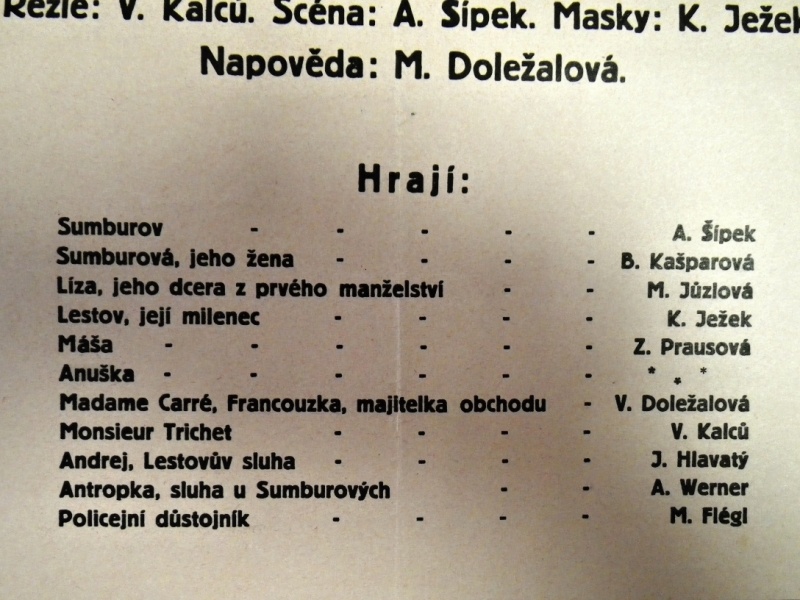 Režie: V. Kalců. Scéna: A. Šípek. Masky: K. Ježek
Napověda: M. Doležalová.
Hrají:
Sumburov - - - - - A. Šípek
Sumburová, jeho žena - - - - B. Kašparová
Líza, jeho dcera z prvého manželství - - M. Jůzlová
Lestov, její milenec - - - - K. Ježek
Máša - - - - - - Z. Prausová
Anuška - - - - - - * * *
Madame Carré, Francouzka, majitelka obchodu - V. Doležalová
Monsieur Trichet - - - - V. Kalců
Andrej, Lestovův sluha - - - - J. Hlavatý
Antropka, sluha u Sumburových - - A. Werner
Policejní důstojník - - - - M. Flégl